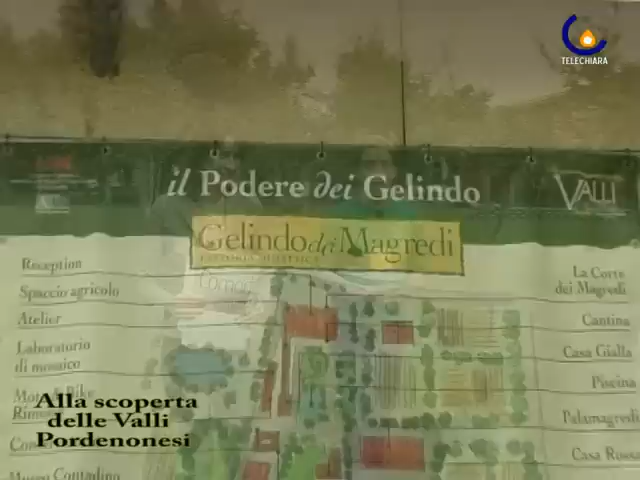 TELECHIARA
il Podere dei Gelindo
VALLI
Gelindo dei Magredi
Reception
Spaccio agricolo
Atelier
Laboratorio
di mosaico
La Corte
dei Magredi
Cantina
Casa Gialla
Piscina
Palamagredi
Casa Rossa
Museo Contadino
Alla scoperta
delle Valli
Pordenonesi